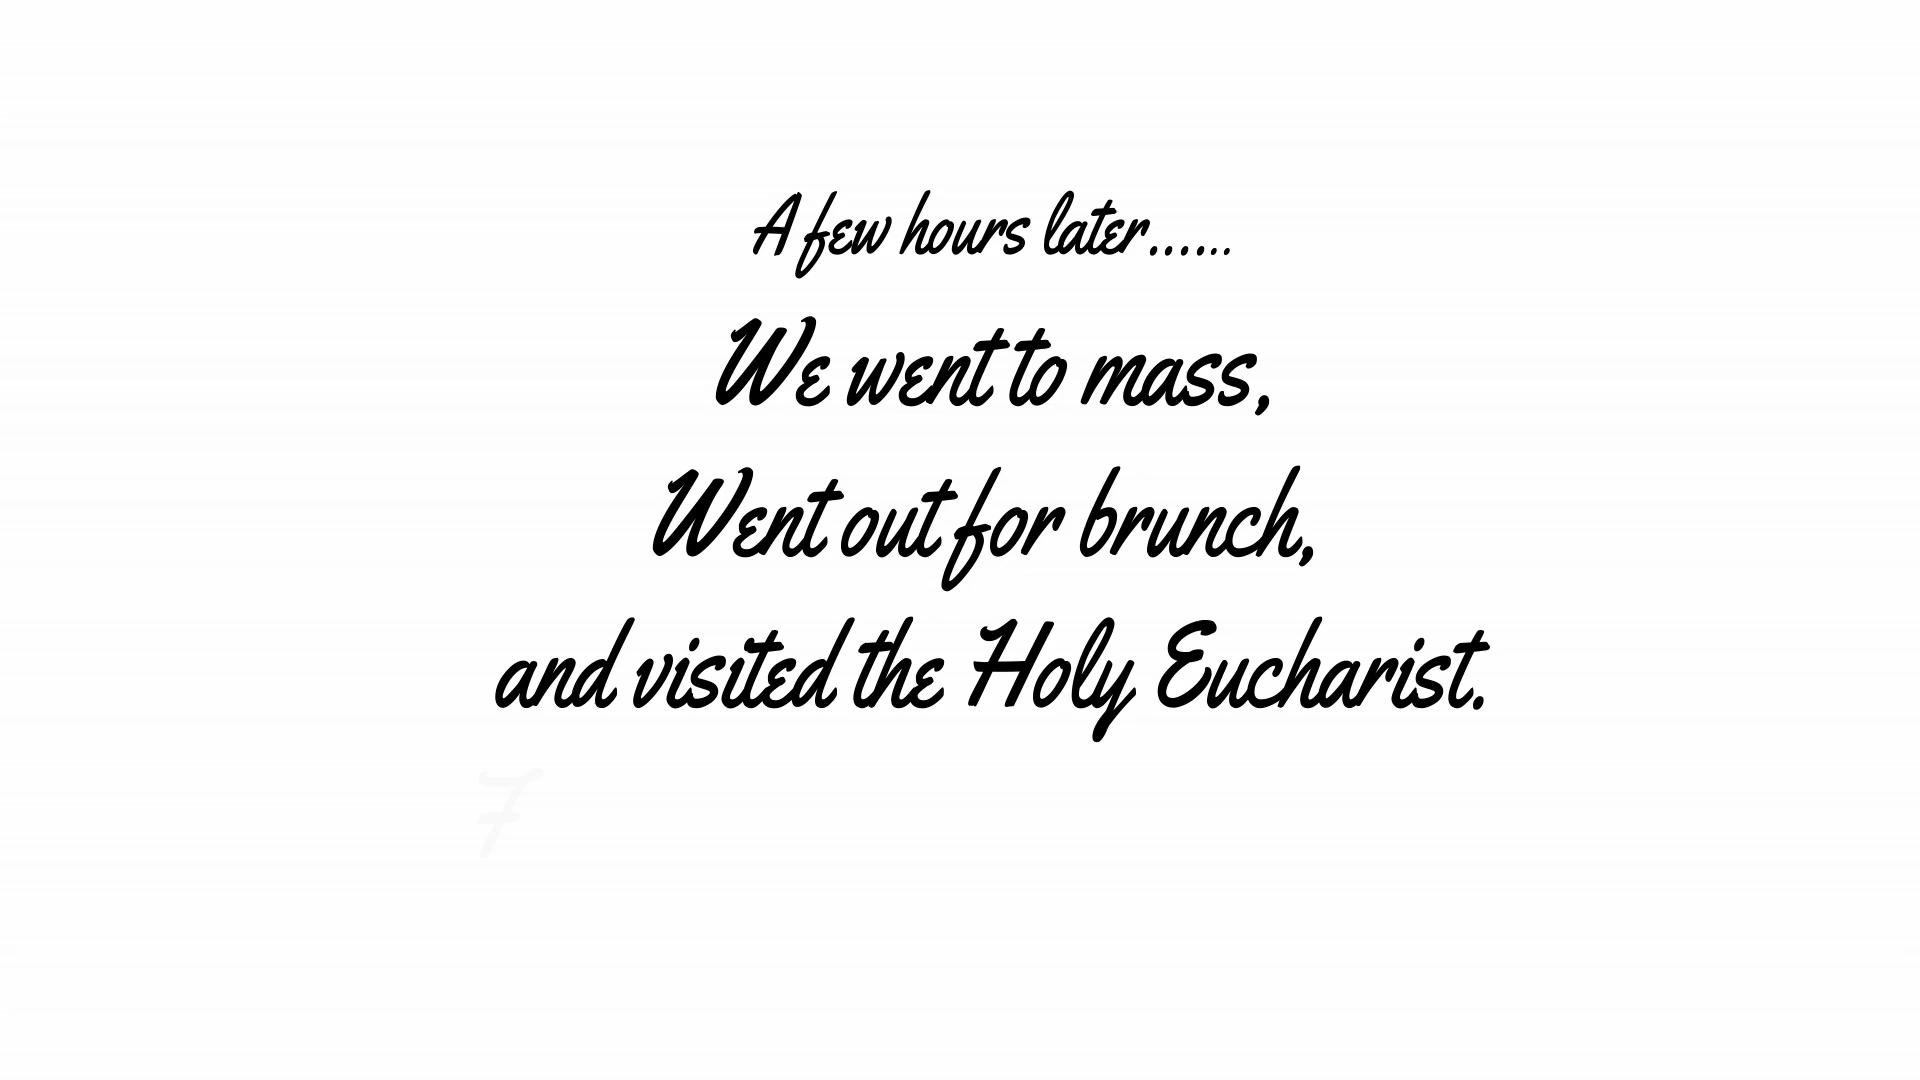 A few hours later......
We went to mass,
Went out for brunch,
and visited the Holy Eucharist.